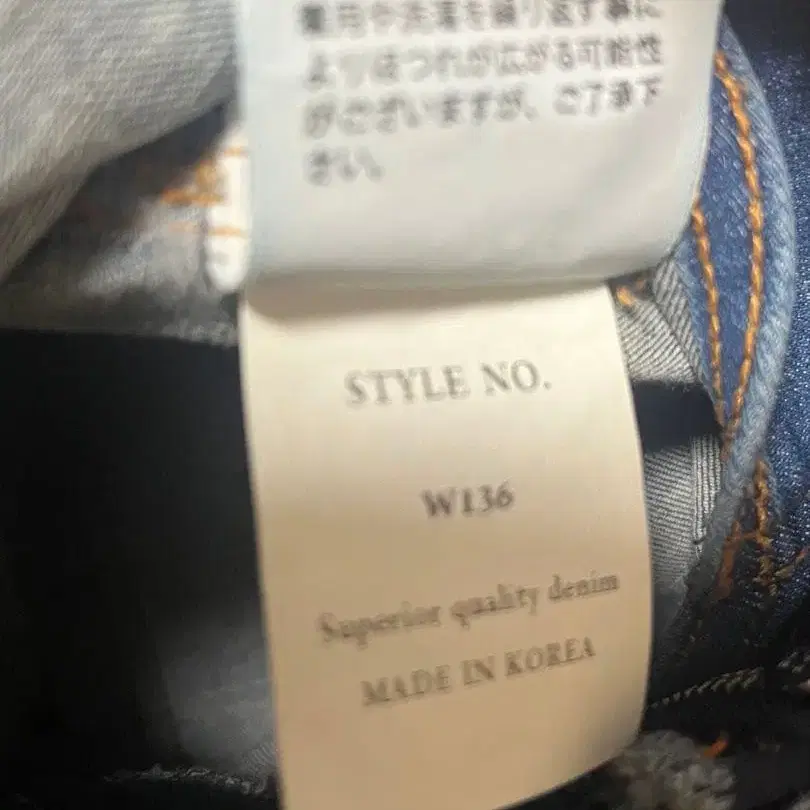 着用や洗濯を繰り返す事に
よりほつれが広がる可能性
がございますが、ご了承下
さい。
STYLE NO.
W136
Superior quality denim
MADE IN KOREA